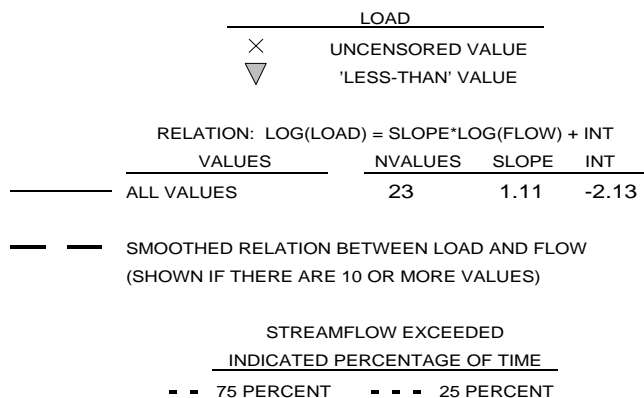 LOAD
UNCENSORED VALUE
'LESS-THAN' VALUE
RELATION: LOG(LOAD) = SLOPE*LOG(FLOW) + INT
VALUES NVALUES SLOPE INT
ALL VALUES 23 1.11 -2.13
SMOOTHED RELATION BETWEEN LOAD AND FLOW
(SHOWN IF THERE ARE 10 OR MORE VALUES)
STREAMFLOW EXCEEDED
INDICATED PERCENTAGE OF TIME
75 PERCENT 25 PERCENT